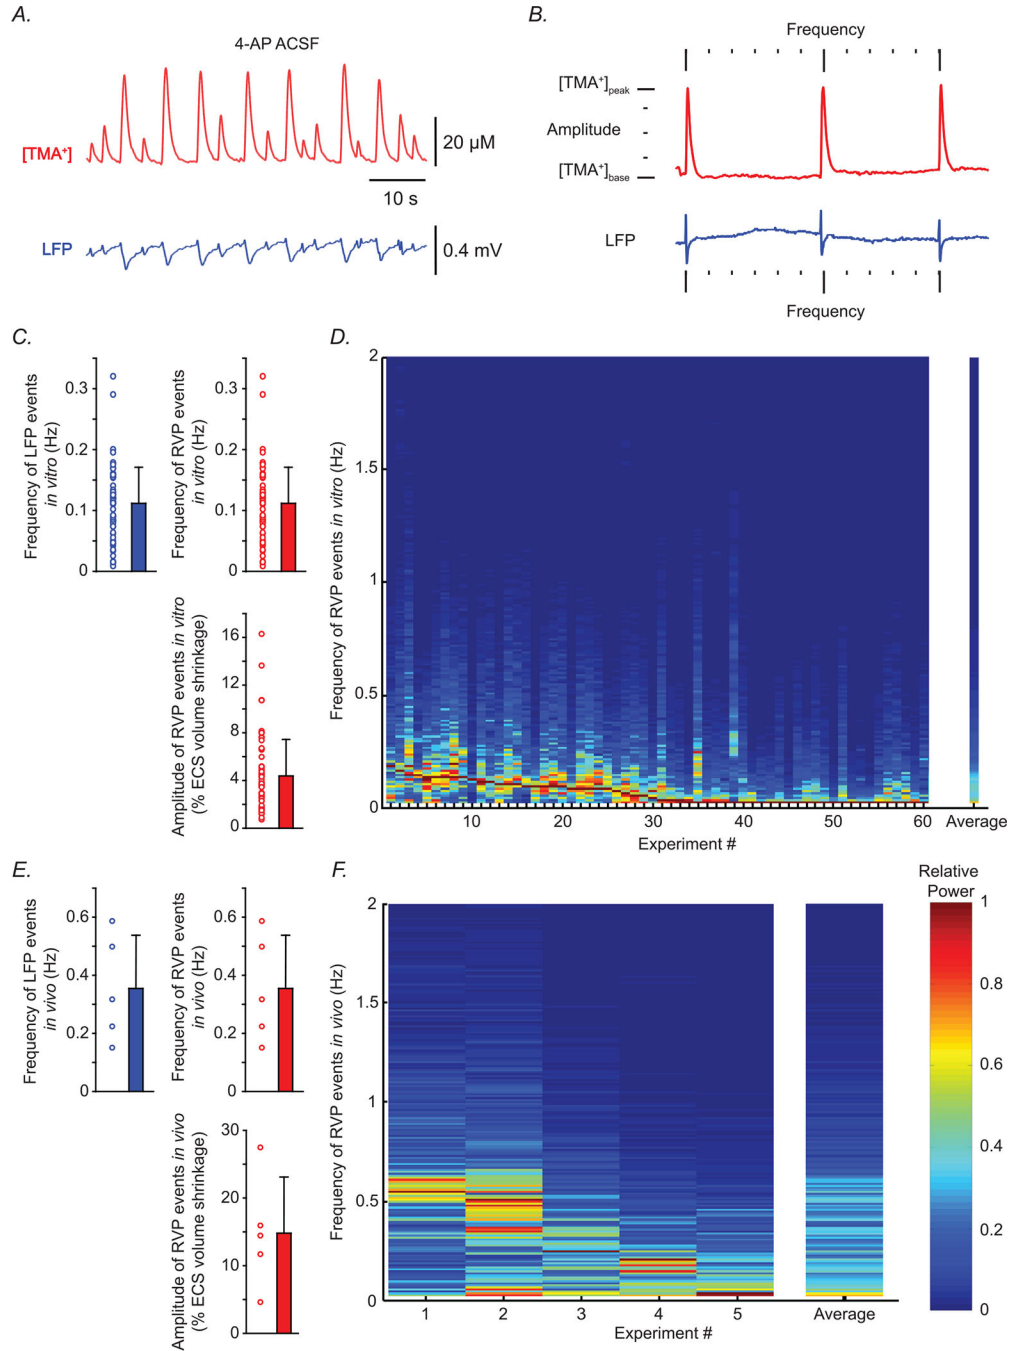 A.
4-AP ACSF
[TMA⁺]
20 µM
10 s
LFP
0.4 mV
B.
Frequency
[TMA⁺]peak
Amplitude
[TMA⁺]base
LFP
Frequency
C.
Frequency of LFP events
in vitro (Hz)
0.3
0.2
0.1
0
Frequency of RVP events
in vitro (Hz)
0.3
0.2
0.1
0
Amplitude of RVP events in vitro
(% ECS volume shrinkage)
16
12
8
4
0
D.
Frequency of RVP events in vitro (Hz)
2
1.5
1
0.5
0
10
20
30
40
50
60
Average
Experiment #
E.
Frequency of LFP events
in vivo (Hz)
0.6
0.4
0.2
0
Frequency of RVP events
in vivo (Hz)
0.6
0.4
0.2
0
Amplitude of RVP events in vivo
(% ECS volume shrinkage)
30
20
10
0
F.
Frequency of RVP events in vivo (Hz)
2
1.5
1
0.5
0
1
2
3
4
5
Average
Experiment #
Relative
Power
1
0.8
0.6
0.4
0.2
0